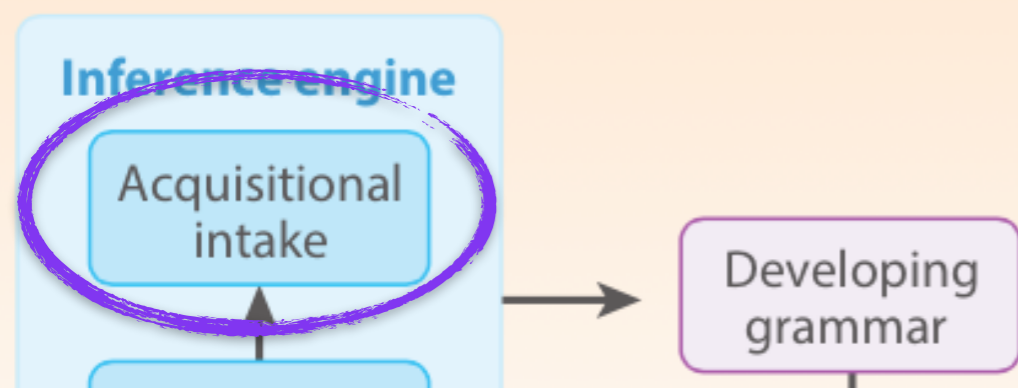 Inference engine
Acquisitional
intake
Developing
grammar